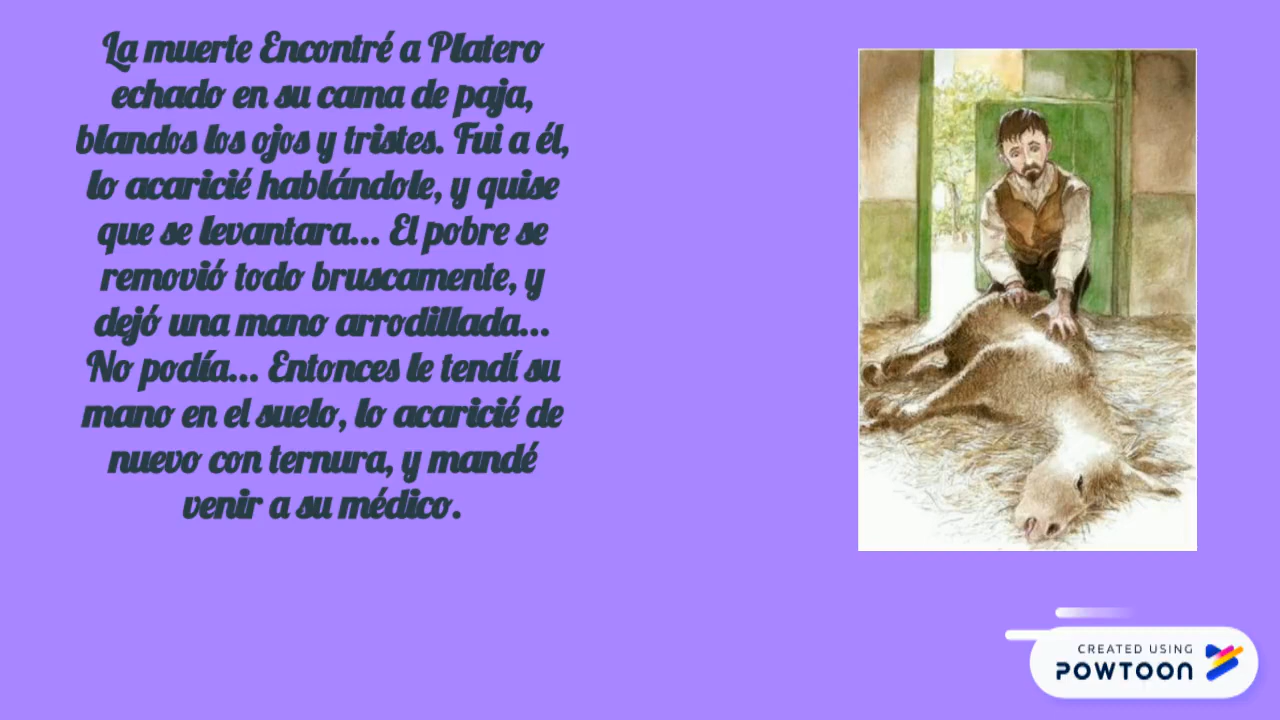 La muerte Encontré a Platero
echado en su cama de paja,
blandos los ojos y tristes. Fui a él,
lo acaricié hablándole, y quise
que se levantara... El pobre se
removió todo bruscamente, y
dejó una mano arrodillada...
No podía... Entonces le tendí su
mano en el suelo, lo acaricié de
nuevo con ternura, y mandé
venir a su médico.
CREATED USING
POWTOON